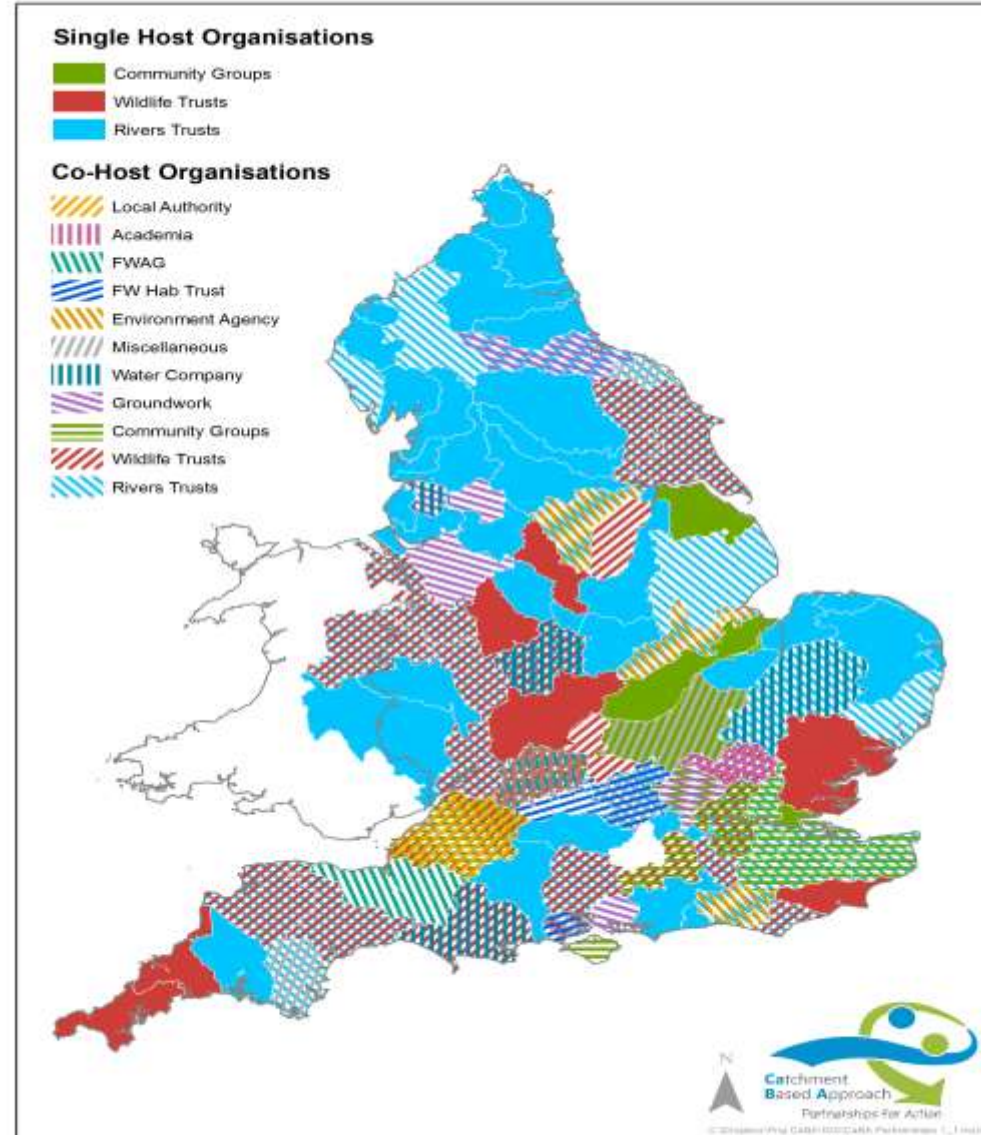 Single Host Organisations
Community Groups
Wildlife Trusts
Rivers Trusts
Co-Host Organisations
Local Authority
Academia
FWAG
FW Hab Trust
Environment Agency
Miscellaneous
Water Company
Groundwork
Community Groups
Wildlife Trusts
Rivers Trusts
N
Catchment
Based Approach
Partnerships For Action